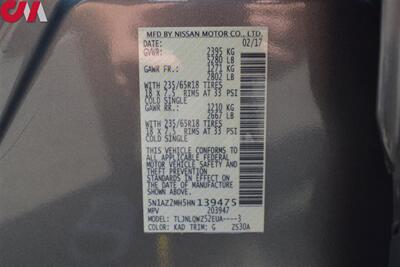 CMA
MFD BY NISSAN MOTOR CO., LTD.
DATE: 02/17
GVWR: 2395 KG
5280 LB
GAWR FR.: 1271 KG
2802 LB
WITH 235/65R18 TIRES
18 X 7.5 RIMS AT 33 PSI
COLD SINGLE
GAWR RR.: 1210 KG
2667 LB
WITH 235/65R18 TIRES
18 X 7.5 RIMS AT 33 PSI
COLD SINGLE
THIS VEHICLE CONFORMS TO
ALL APPLICABLE FEDERAL
MOTOR VEHICLE SAFETY
AND THEFT PREVENTION
STANDARDS IN EFFECT ON
THE DATE OF MANUFACTURE
SHOWN ABOVE.
5N1AZ2MH5HN139475
MPV 203947
MODEL: TLJNLQWZ52EUA----3
COLOR: KAD TRIM: G ZS30A